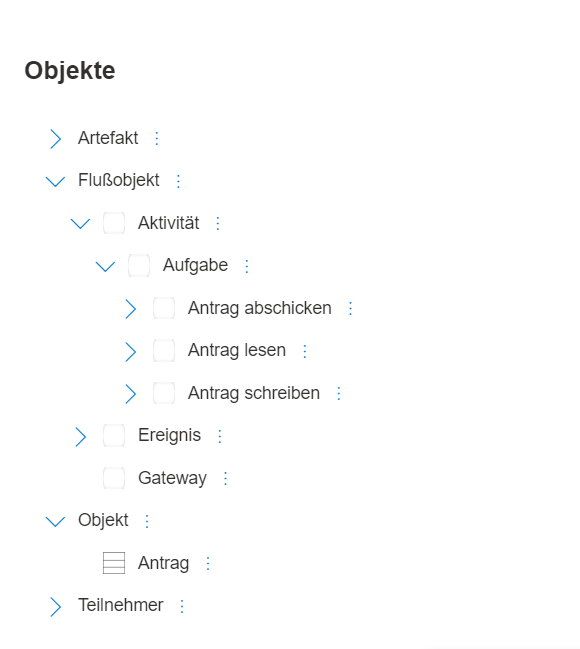 Objekte
Artefakt
Flußobjekt
Aktivität
Aufgabe
Antrag abschicken
Antrag lesen
Antrag schreiben
Ereignis
Gateway
Objekt
Antrag
Teilnehmer